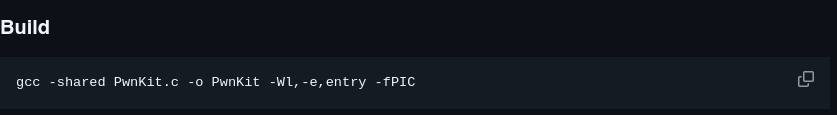 Build
gcc -shared PwnKit.c -o PwnKit -Wl,-e,entry -fPIC